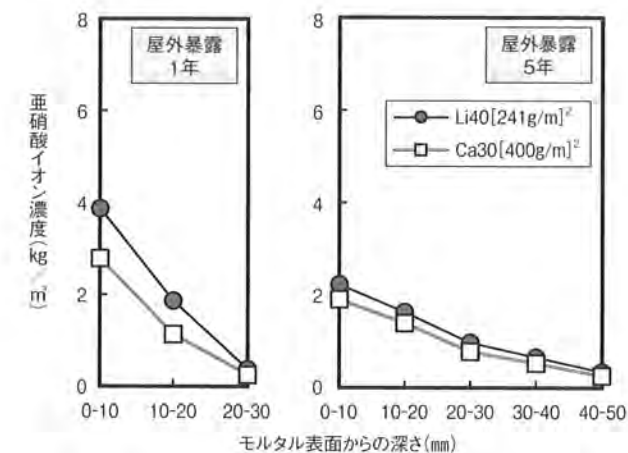 屋外暴露
1年
屋外暴露
5年
Li40[241g/m]²
Ca30[400g/m]²
亜硝酸イオン濃度(kg/㎥)
8
6
4
2
0
8
6
4
2
0
0-10 10-20 20-30
0-10 10-20 20-30 30-40 40-50
モルタル表面からの深さ(mm)